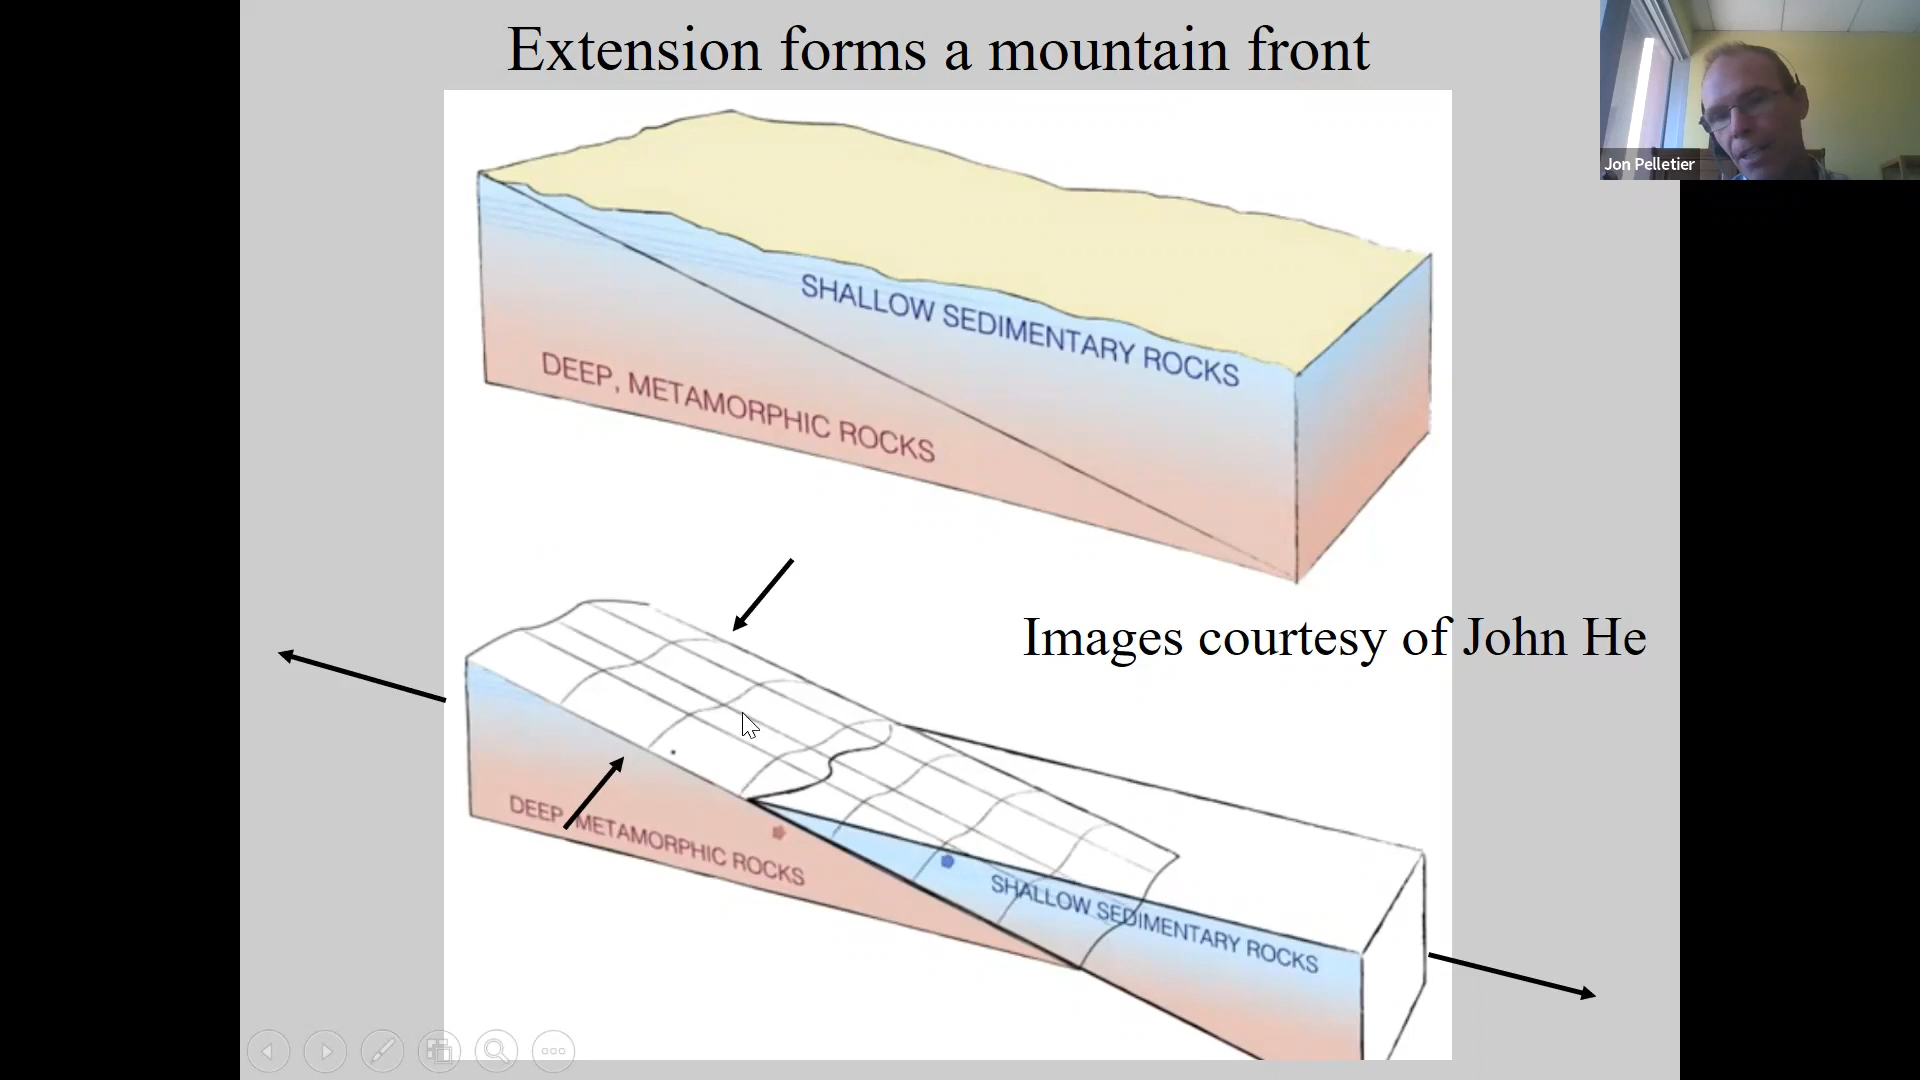 Extension forms a mountain front
Jon Pelletier
SHALLOW SEDIMENTARY ROCKS
DEEP, METAMORPHIC ROCKS
Images courtesy of John He
DEEP, METAMORPHIC ROCKS
SHALLOW SEDIMENTARY ROCKS